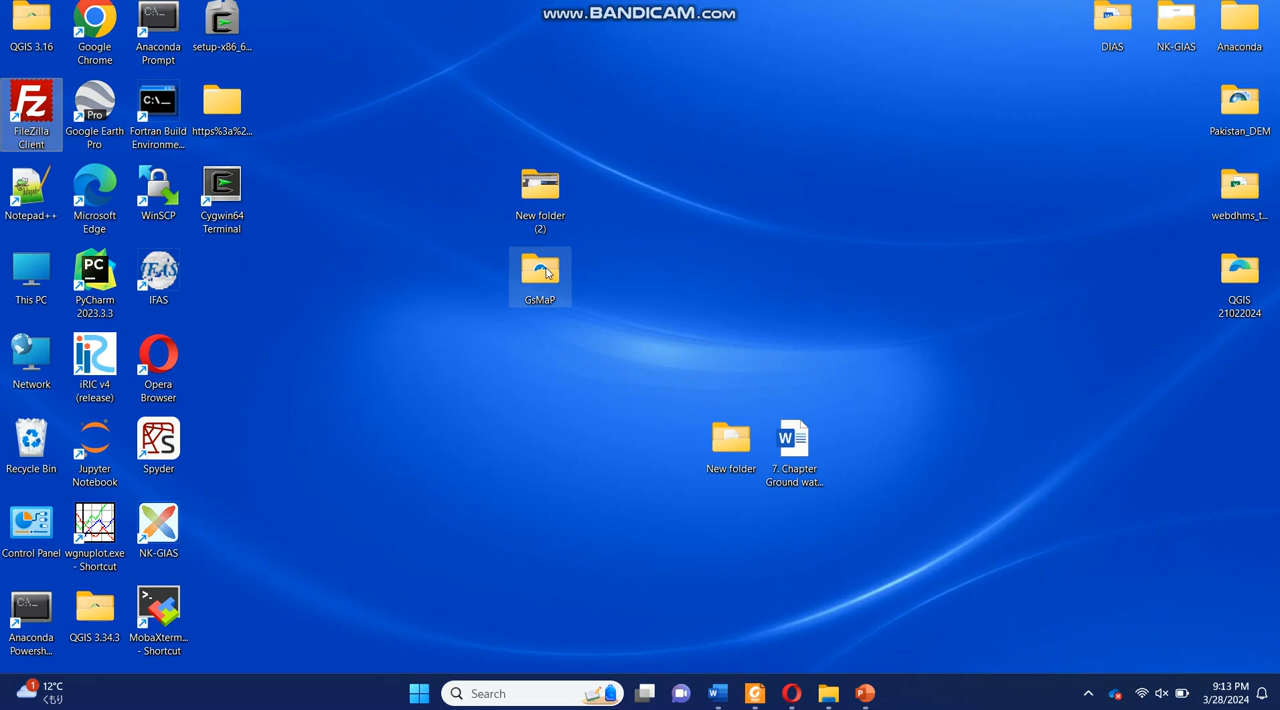 www.BANDICAM.com
QGIS 3.16
Google
Chrome
Anaconda
Prompt
setup-x86_6...
DIAS
NK-GIAS
Anaconda
FileZilla
Client
Google Earth
Pro
Fortran Build
Environme...
https%3a%2...
Pakistan_DEM
Notepad++
Microsoft
Edge
WinSCP
Cygwin64
Terminal
New folder
(2)
webdhms_t...
This PC
PyCharm
2023.3.3
IFAS
GsMaP
QGIS
21022024
Network
iRIC v4
(release)
Opera
Browser
Recycle Bin
Jupyter
Notebook
Spyder
New folder
7. Chapter
Ground wat...
Control Panel
wgnuplot.exe
- Shortcut
NK-GIAS
Anaconda
Powersh...
QGIS 3.34.3
MobaXterm...
- Shortcut
1
12°C
くもり
Search
9:13 PM
3/28/2024